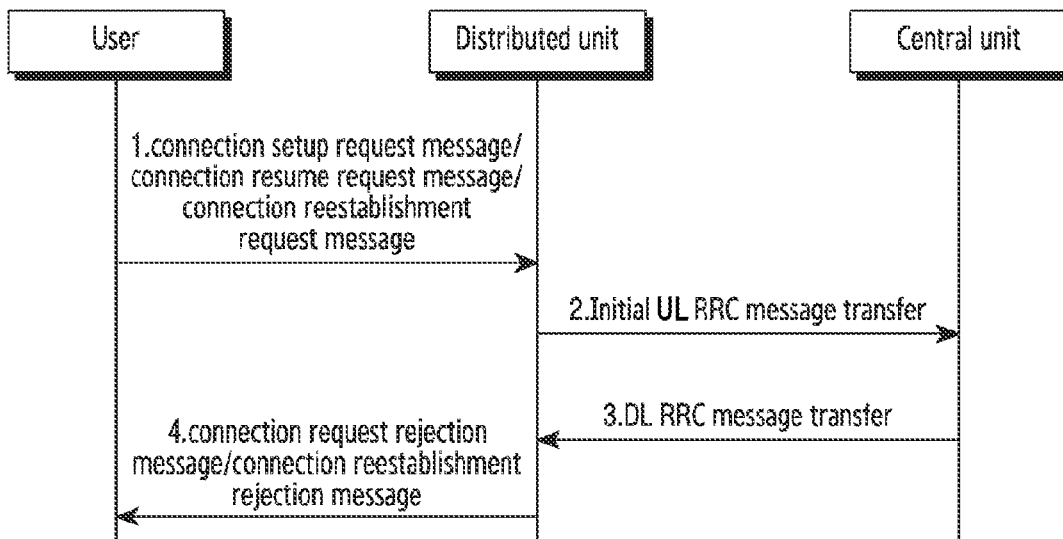 User
Distributed unit
Central unit
1.connection setup request message/
connection resume request message/
connection reestablishment
request message
2.Initial UL RRC message transfer
3.DL RRC message transfer
4.connection request rejection
message/connection reestablishment
rejection message